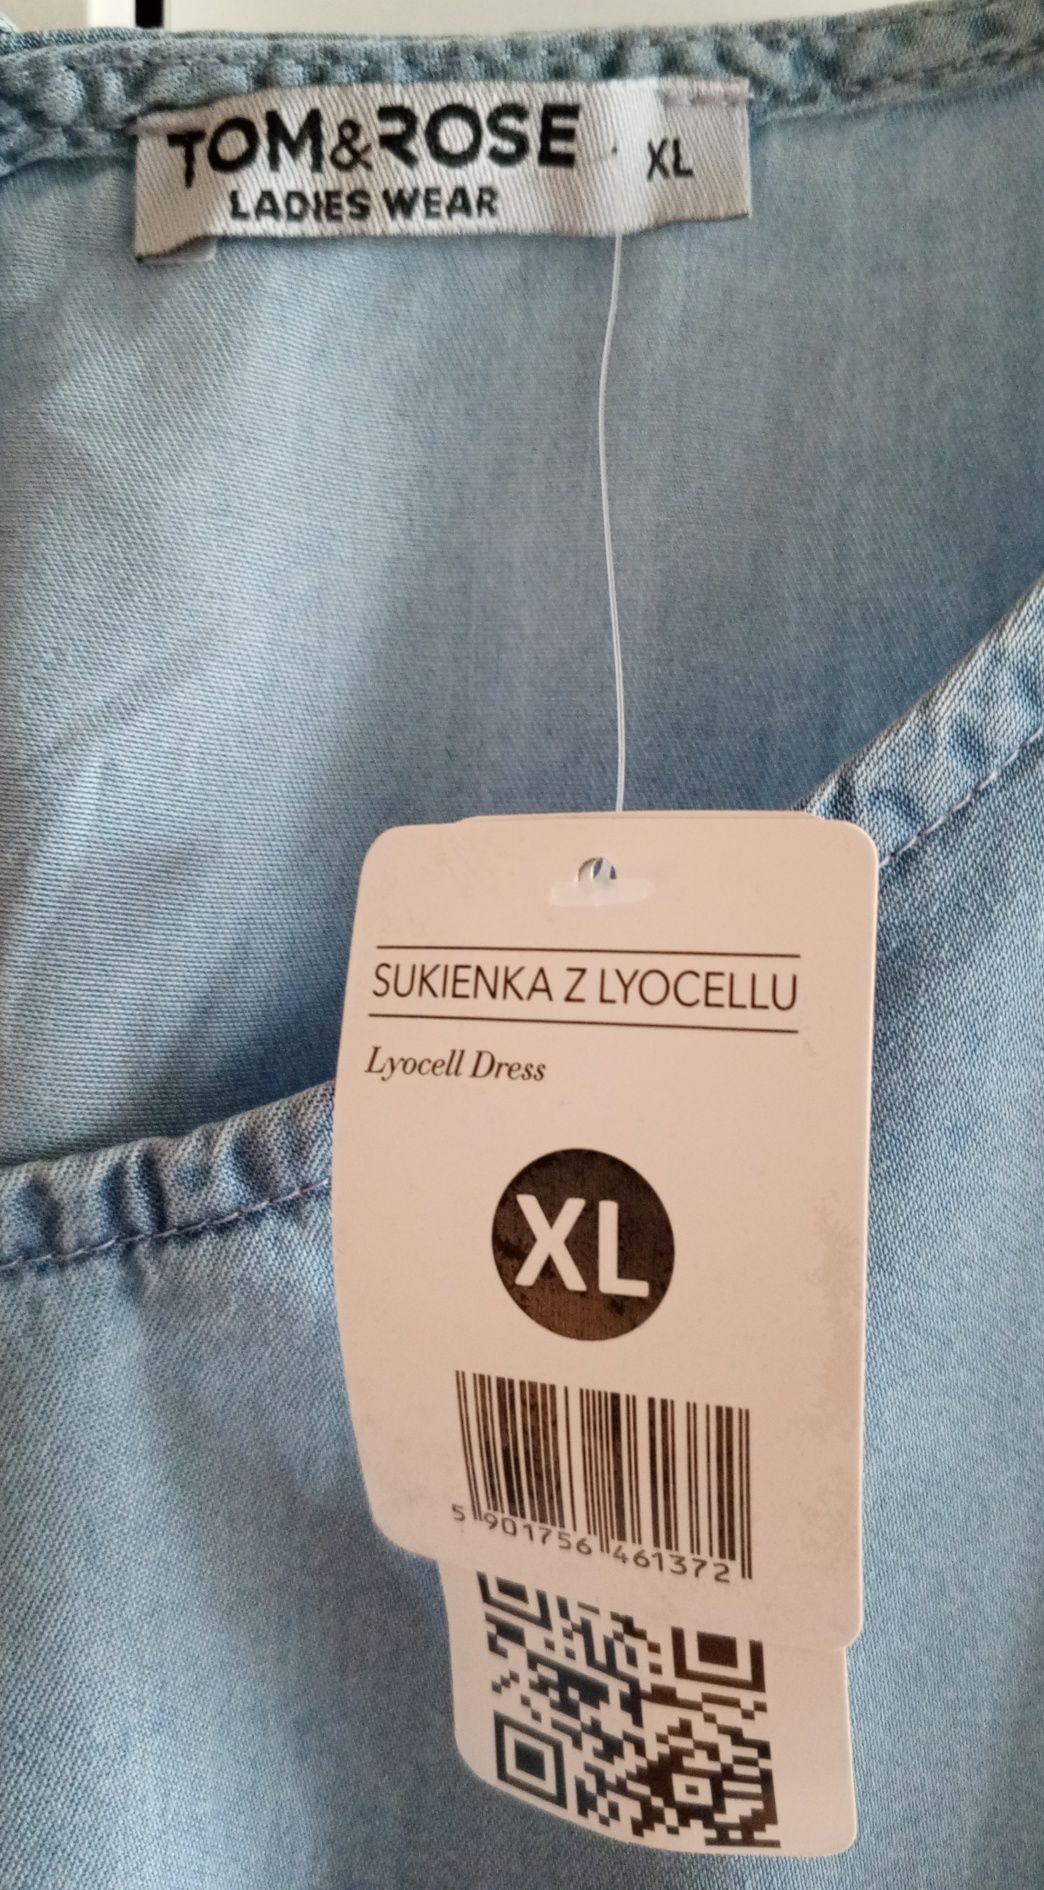 TOM&ROSE XL
LADIES WEAR
SUKIENKA Z LYOCELLU
Lyocell Dress
XL
5 901756 461372